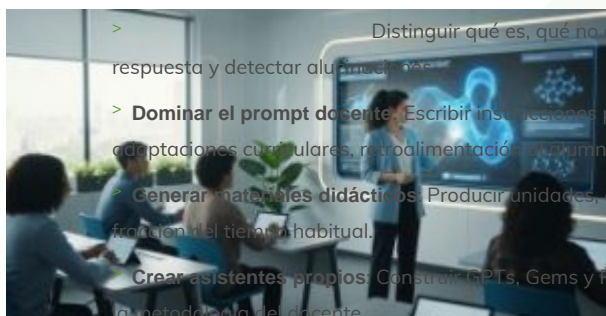 > Distinguir qué es, qué no
respuesta y detectar alucinaciones.
> Dominar el prompt docente: Escribir instrucciones
adaptaciones curriculares, retroalimentación al alumn
> Generar materiales didácticos: Producir unidades,
fracción del tiempo habitual.
> Crear asistentes propios: Construir GPTs, Gems y
la metodología del docente.